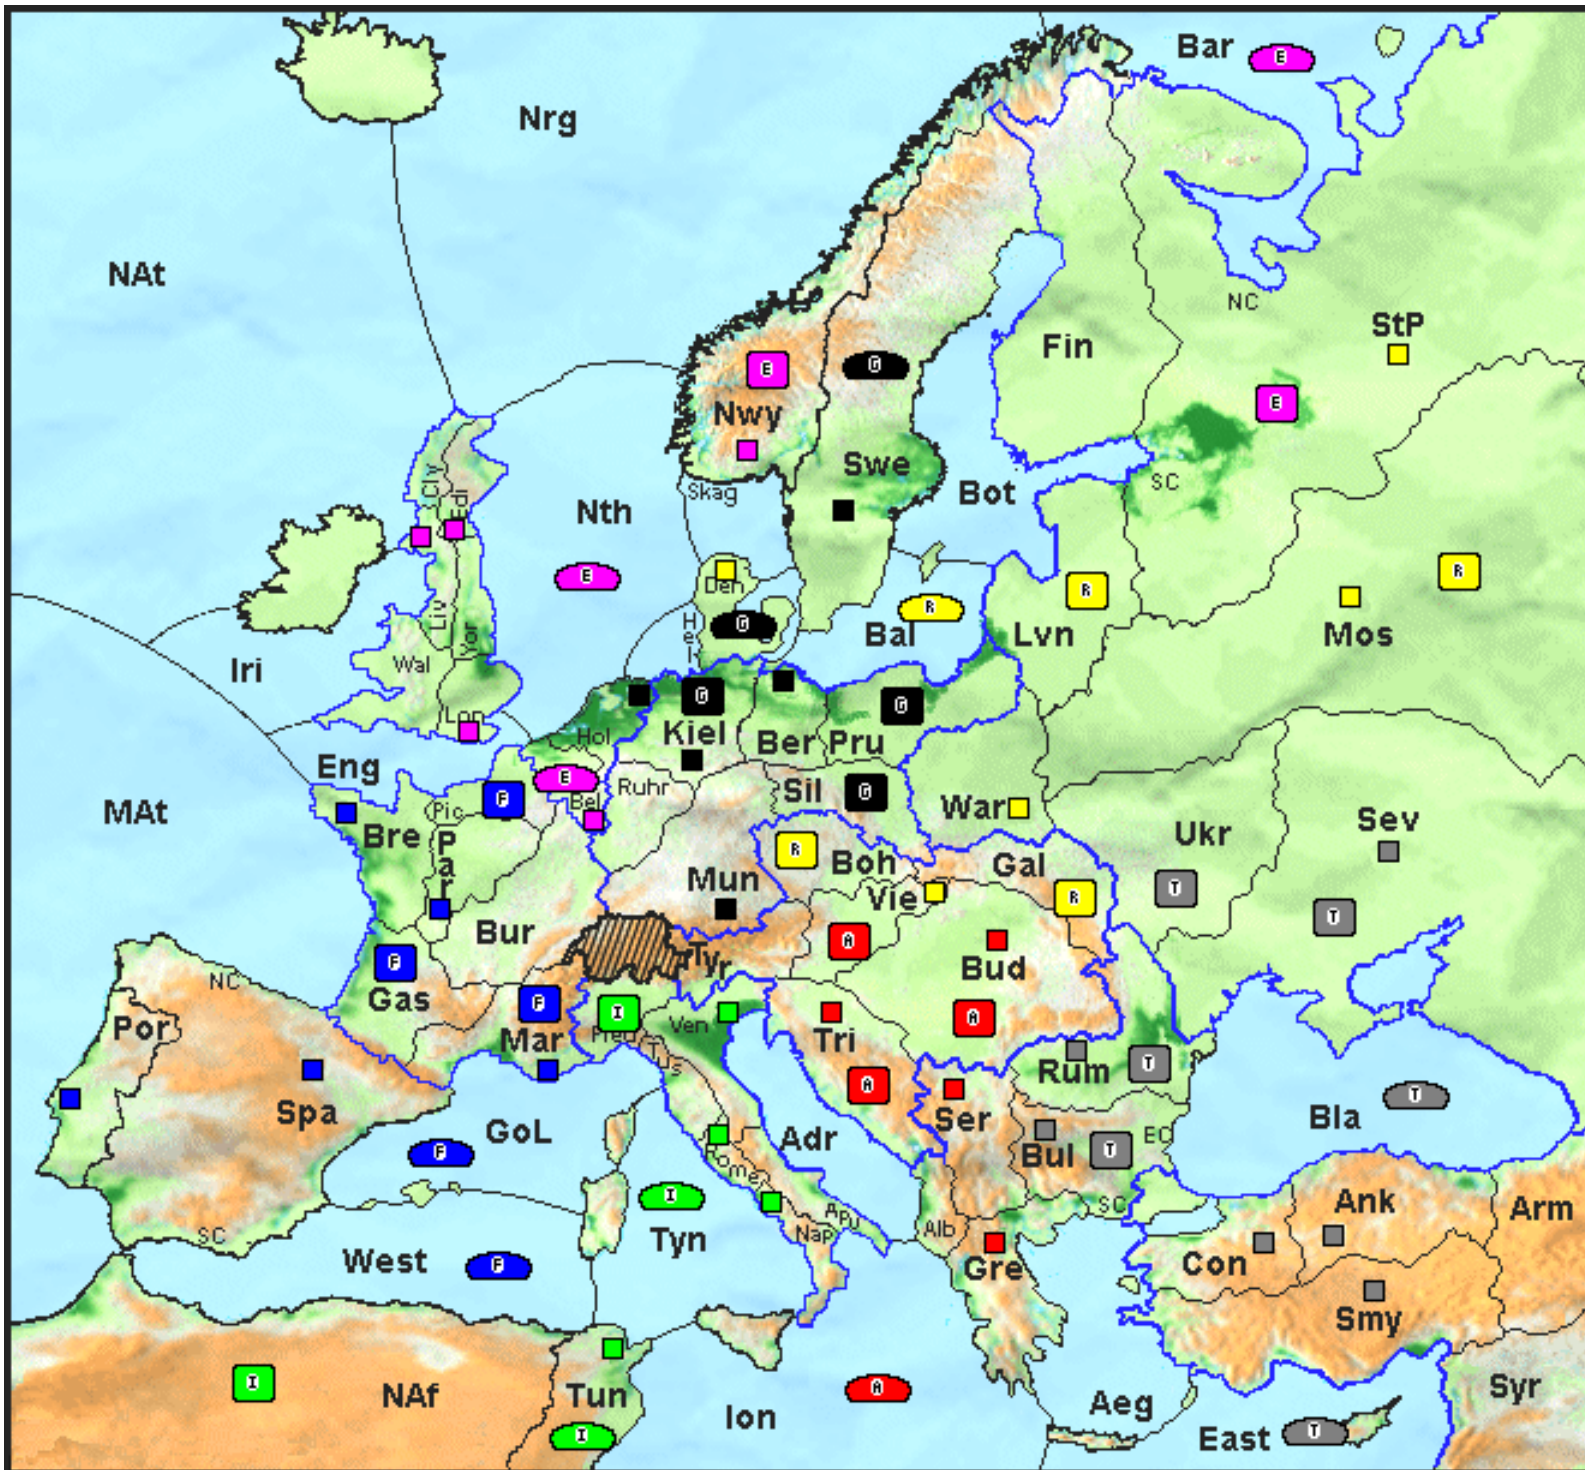 Bar
E
Nrg
NAt
NC
StP
Fin
E
G
E
Nwy
Swe
SC
Bot
Skag
Cly
Edi
Nth
E
Den
R
R
R
Hel
G
Bal
Lvn
Mos
Liv
Yor
Wal
Iri
Lon
G
G
Hol
Kiel
Ber
Pru
Eng
E
Ruhr
Sil
G
F
Bel
Pic
War
MAt
Bre
Par
Sev
Ukr
R
Boh
Gal
Mun
Vie
R
T
T
Bur
A
F
Tyr
Bud
NC
Gas
F
I
Por
Mar
Pied
Ven
Tus
Tri
A
Rum
T
A
Spa
GoL
Ser
T
Bla
Adr
EC
Bul
T
F
Rome
I
Ank
Arm
SC
Apu
Nap
Alb
SC
West
F
Tyn
Gre
Con
Smy
I
NAf
Tun
A
Ion
Syr
Aeg
I
East
T